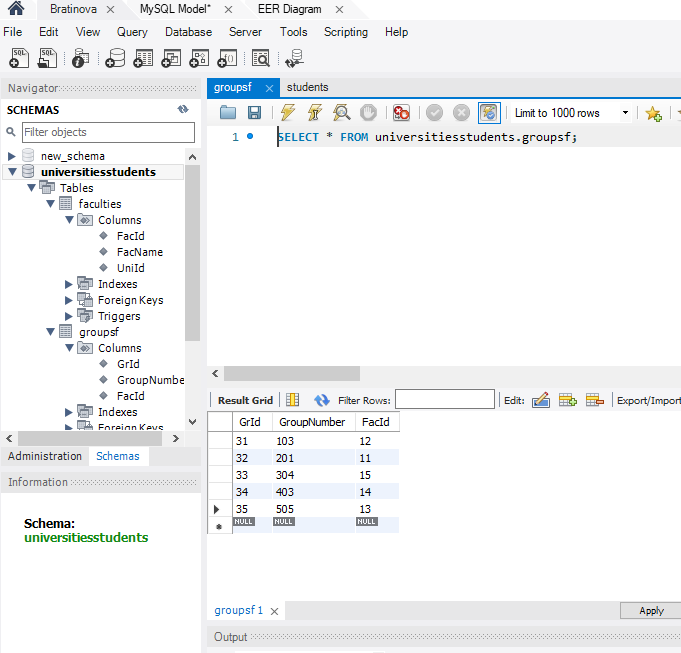 Bratinova × MySQL Model* × EER Diagram ×
File Edit View Query Database Server Tools Scripting Help
Navigator
SCHEMAS
Filter objects
new_schema
universitiesstudents
Tables
faculties
Columns
FacId
FacName
UniId
Indexes
Foreign Keys
Triggers
groupsf
Columns
GrId
GroupNumbe
FacId
Indexes
Foreign Keys
Administration Schemas
Information
Schema:
universitiesstudents
groupsf × students
Limit to 1000 rows
1 SELECT * FROM universitiesstudents.groupsf;
Result Grid Filter Rows: Edit: Export/Import
GrId GroupNumber FacId
31 103 12
32 201 11
33 304 15
34 403 14
35 505 13
NULL NULL NULL
groupsf 1 ×
Apply
Output